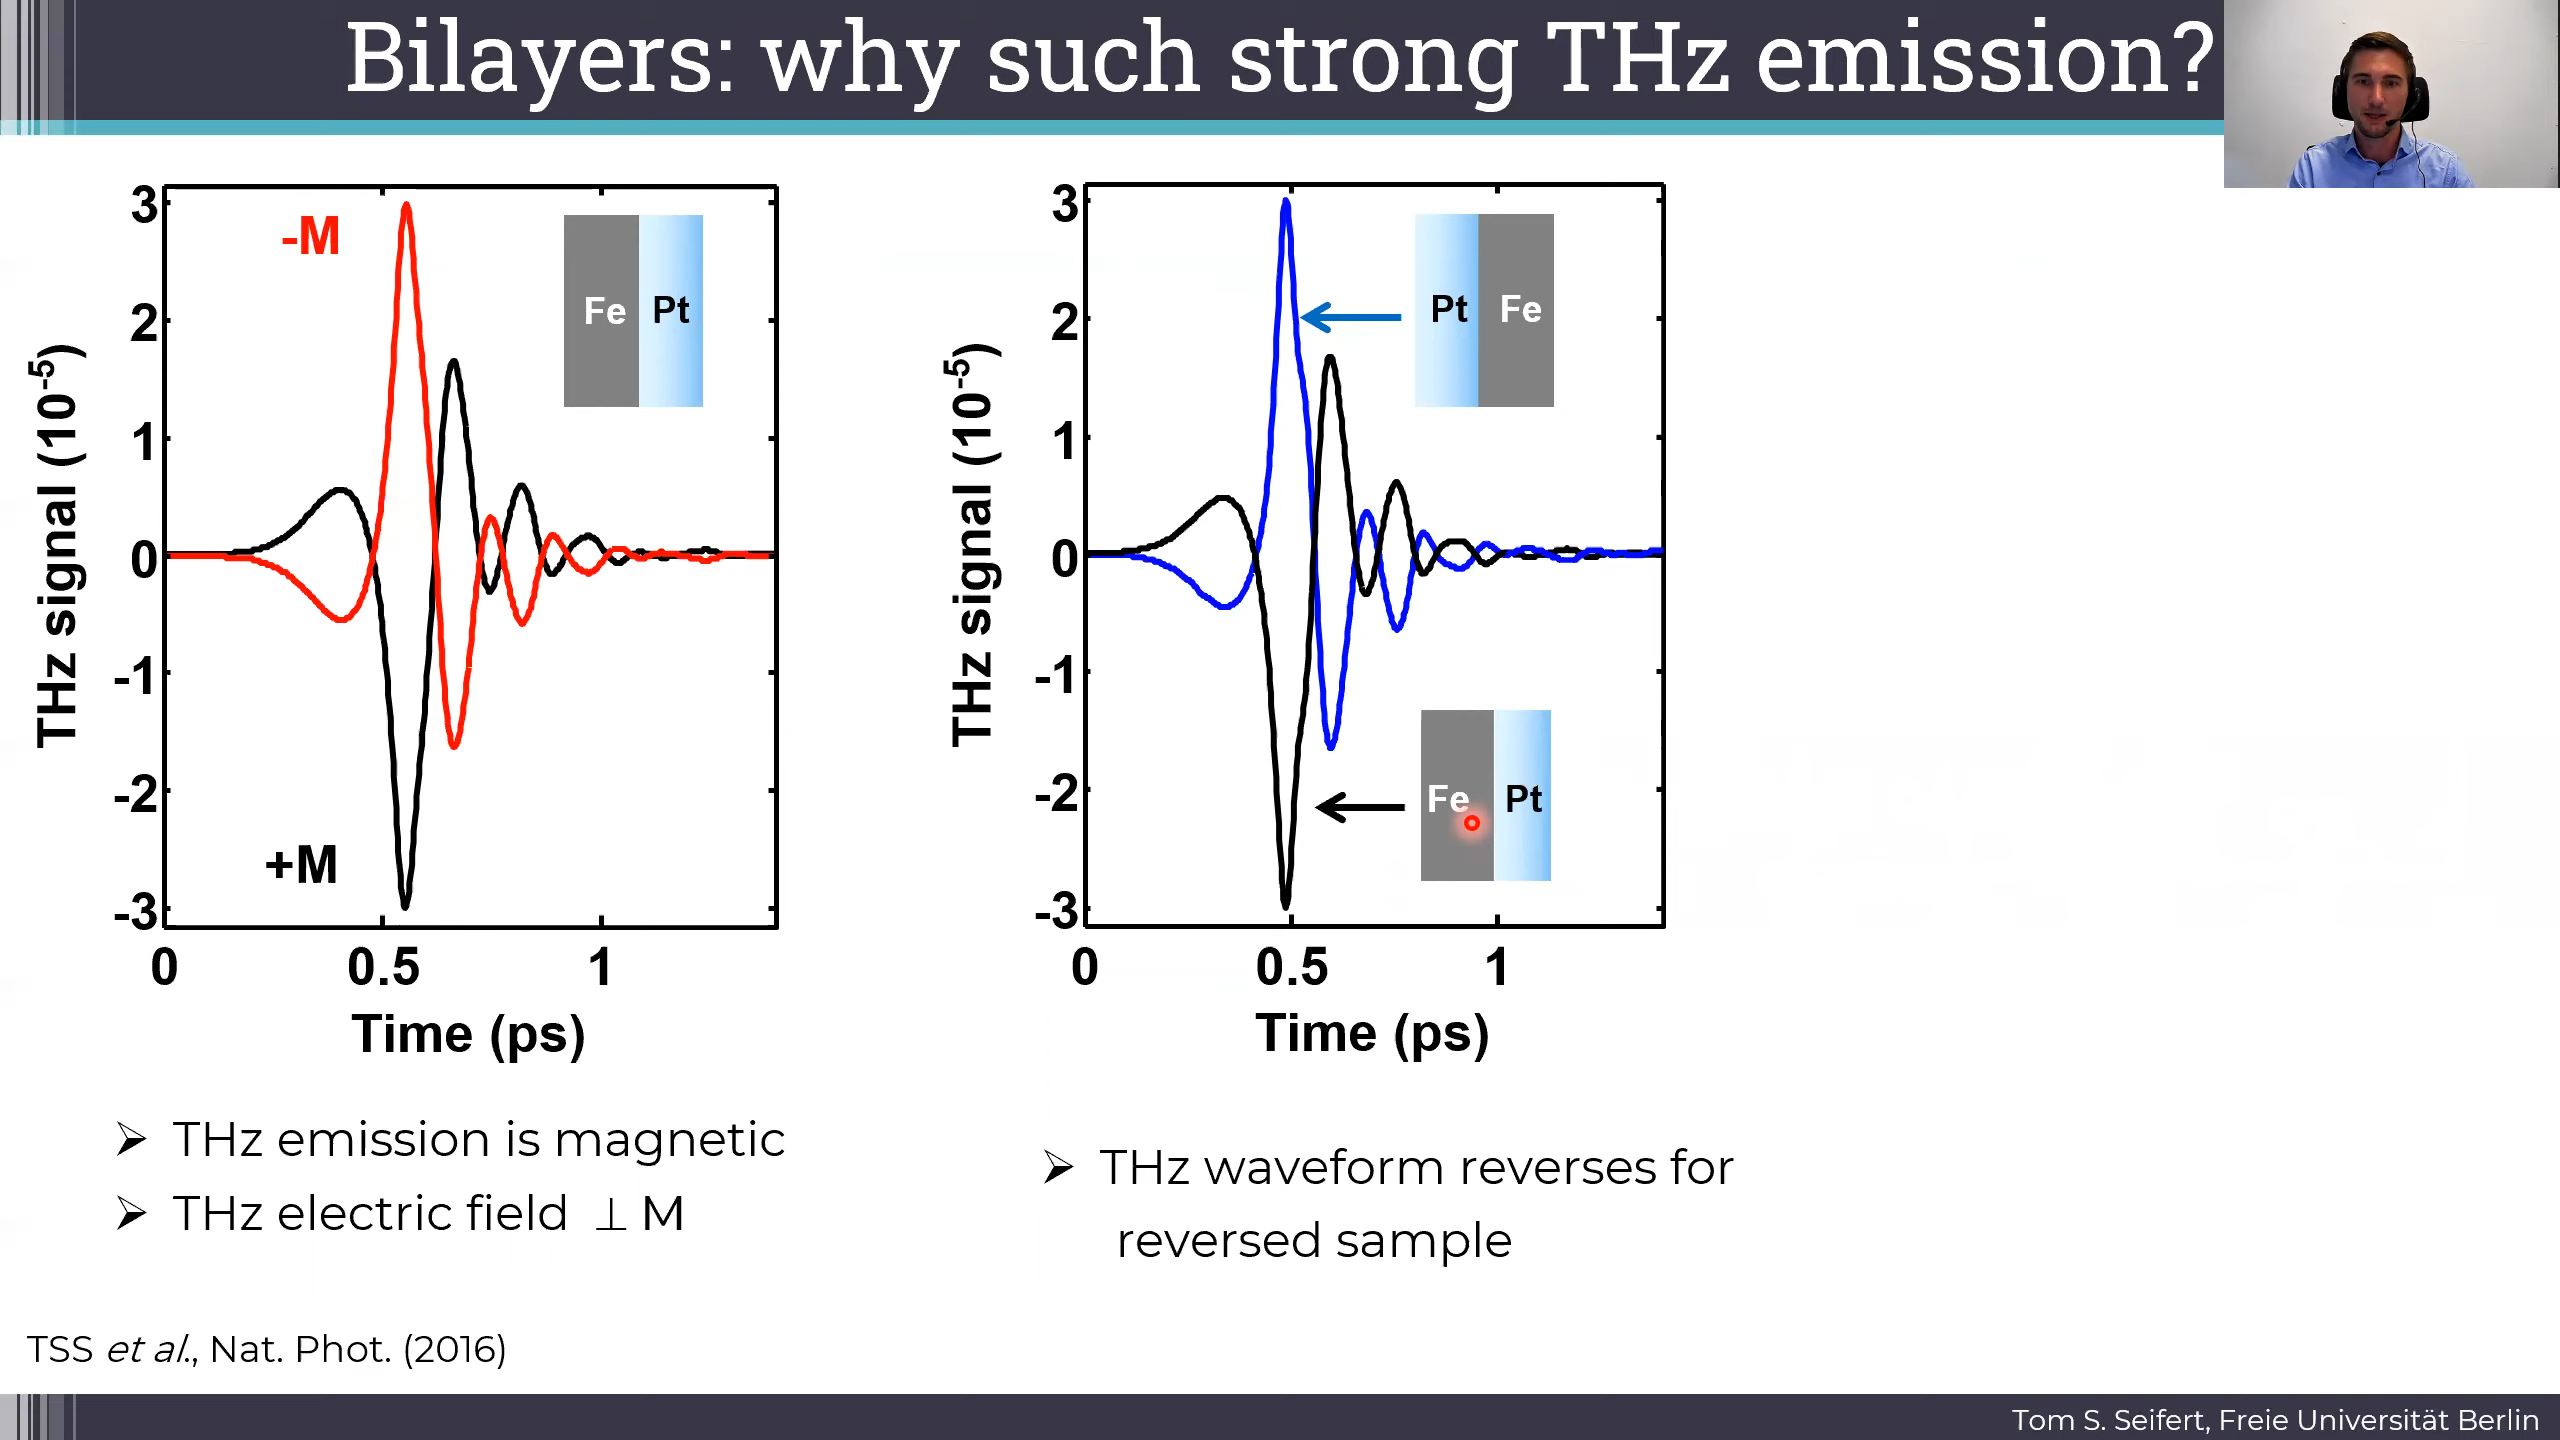 Bilayers: why such strong THz emission?
THz signal (10⁻⁵)
3
2
1
0
-1
-2
-3
-M
+M
Fe Pt
0 0.5 1
Time (ps)
THz signal (10⁻⁵)
3
2
1
0
-1
-2
-3
Pt Fe
Fe Pt
0 0.5 1
Time (ps)
➢ THz emission is magnetic
➢ THz electric field ⊥ M
➢ THz waveform reverses for
reversed sample
TSS et al., Nat. Phot. (2016)
Tom S. Seifert, Freie Universität Berlin